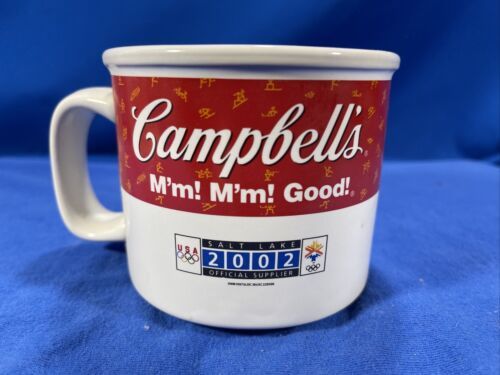 Campbell's®
M'm! M'm! Good!®
USA
SALT LAKE
2002
OFFICIAL SUPPLIER